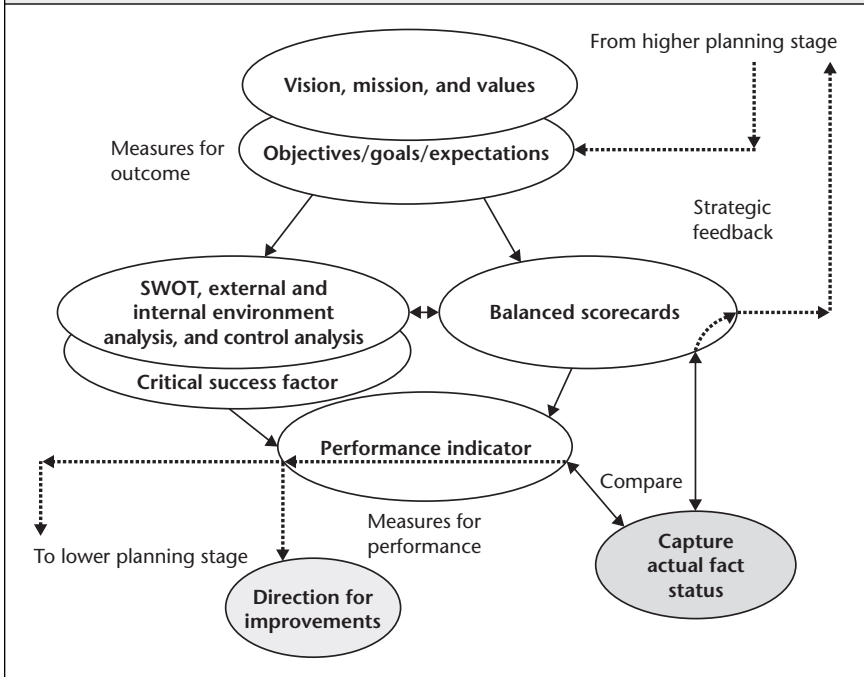 From higher planning stage
Vision, mission, and values
Measures for
outcome
Objectives/goals/expectations
Strategic
feedback
SWOT, external and
internal environment
analysis, and control analysis
Balanced scorecards
Critical success factor
Performance indicator
Compare
Measures for
performance
To lower planning stage
Capture
actual fact
status
Direction for
improvements